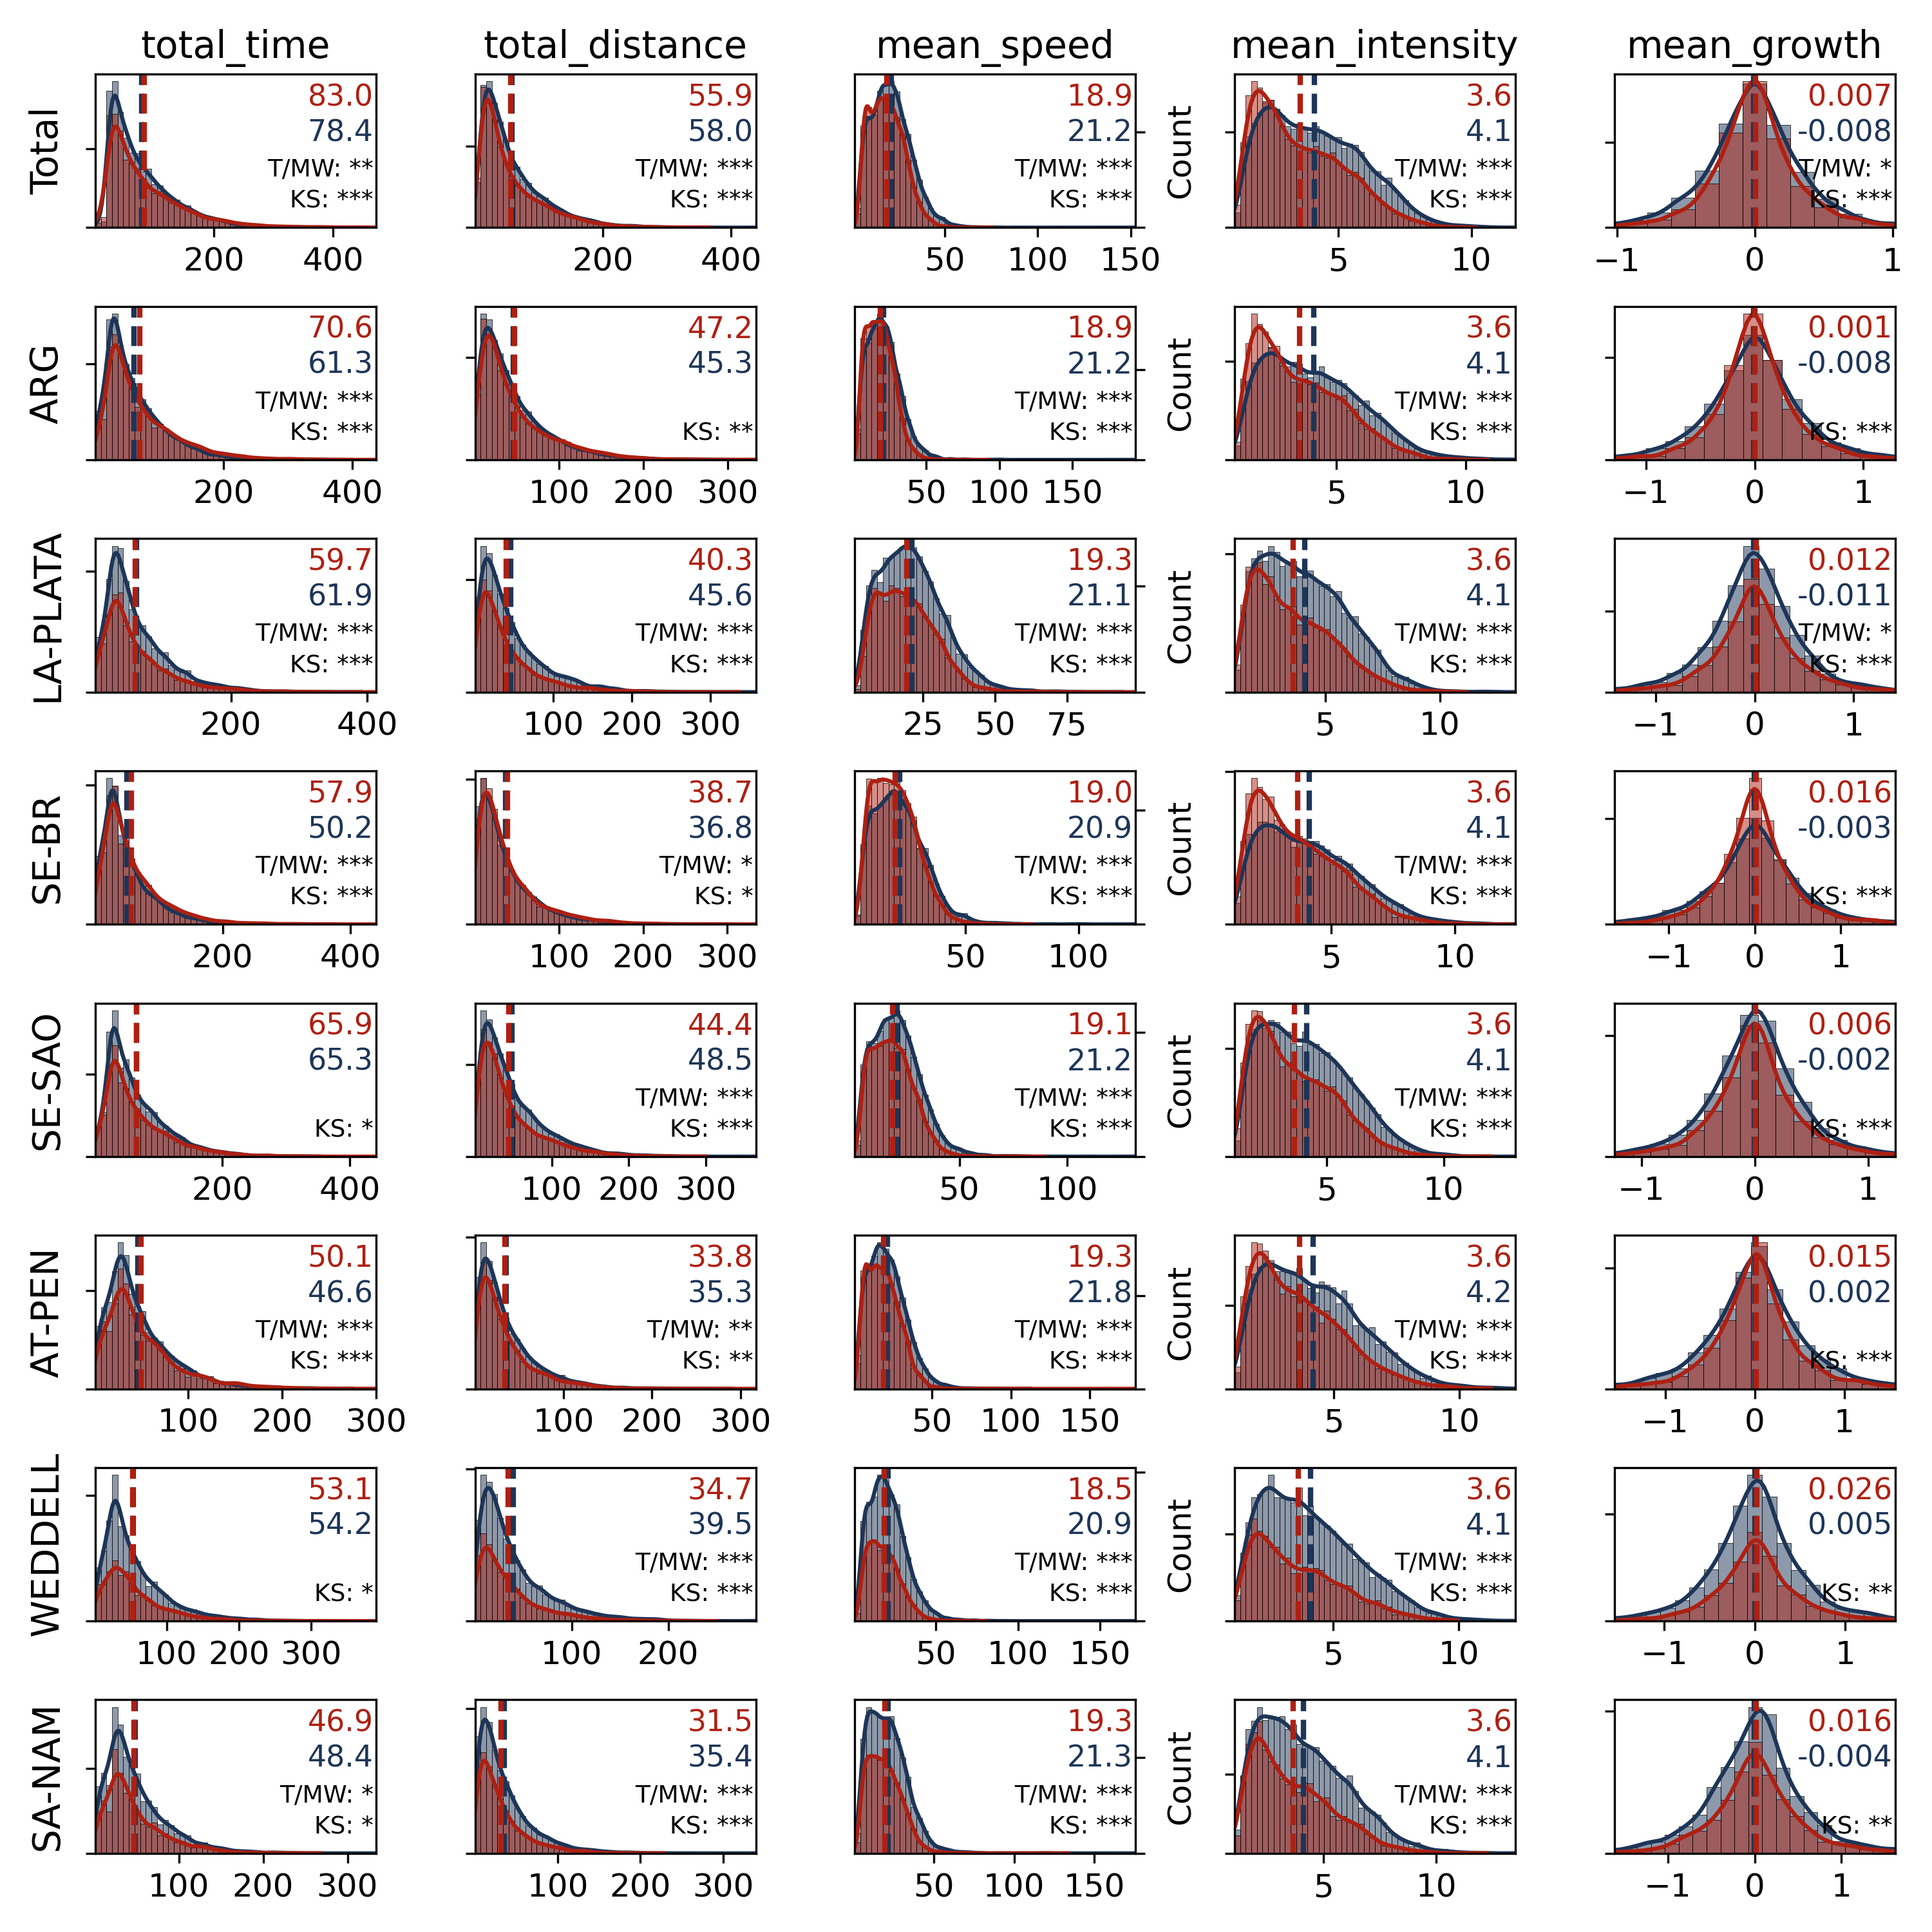 total_time total_distance mean_speed mean_intensity mean_growth
Total
83.0
78.4
T/MW: **
KS: ***
200 400
55.9
58.0
T/MW: ***
KS: ***
200 400
18.9
21.2
T/MW: ***
KS: ***
50 100 150
Count
3.6
4.1
T/MW: ***
KS: ***
5 10
0.007
-0.008
T/MW: *
KS: ***
−1 0 1
ARG
70.6
61.3
T/MW: ***
KS: ***
200 400
47.2
45.3
KS: **
100 200 300
18.9
21.2
T/MW: ***
KS: ***
50 100 150
Count
3.6
4.1
T/MW: ***
KS: ***
5 10
0.001
-0.008
KS: ***
−1 0 1
LA-PLATA
59.7
61.9
T/MW: ***
KS: ***
200 400
40.3
45.6
T/MW: ***
KS: ***
100 200 300
19.3
21.1
T/MW: ***
KS: ***
25 50 75
Count
3.6
4.1
T/MW: ***
KS: ***
5 10
0.012
-0.011
T/MW: *
KS: ***
−1 0 1
SE-BR
57.9
50.2
T/MW: ***
KS: ***
200 400
38.7
36.8
T/MW: *
KS: *
100 200 300
19.0
20.9
T/MW: ***
KS: ***
50 100
Count
3.6
4.1
T/MW: ***
KS: ***
5 10
0.016
-0.003
KS: ***
−1 0 1
SE-SAO
65.9
65.3
KS: *
200 400
44.4
48.5
T/MW: ***
KS: ***
100 200 300
19.1
21.2
T/MW: ***
KS: ***
50 100
Count
3.6
4.1
T/MW: ***
KS: ***
5 10
0.006
-0.002
KS: ***
−1 0 1
AT-PEN
50.1
46.6
T/MW: ***
KS: ***
100 200 300
33.8
35.3
T/MW: **
KS: **
100 200 300
19.3
21.8
T/MW: ***
KS: ***
50 100 150
Count
3.6
4.2
T/MW: ***
KS: ***
5 10
0.015
0.002
KS: ***
−1 0 1
WEDDELL
53.1
54.2
KS: *
100 200 300
34.7
39.5
T/MW: ***
KS: ***
100 200
18.5
20.9
T/MW: ***
KS: ***
50 100 150
Count
3.6
4.1
T/MW: ***
KS: ***
5 10
0.026
0.005
KS: **
−1 0 1
SA-NAM
46.9
48.4
T/MW: *
KS: *
100 200 300
31.5
35.4
T/MW: ***
KS: ***
100 200 300
19.3
21.3
T/MW: ***
KS: ***
50 100 150
Count
3.6
4.1
T/MW: ***
KS: ***
5 10
0.016
-0.004
KS: **
−1 0 1